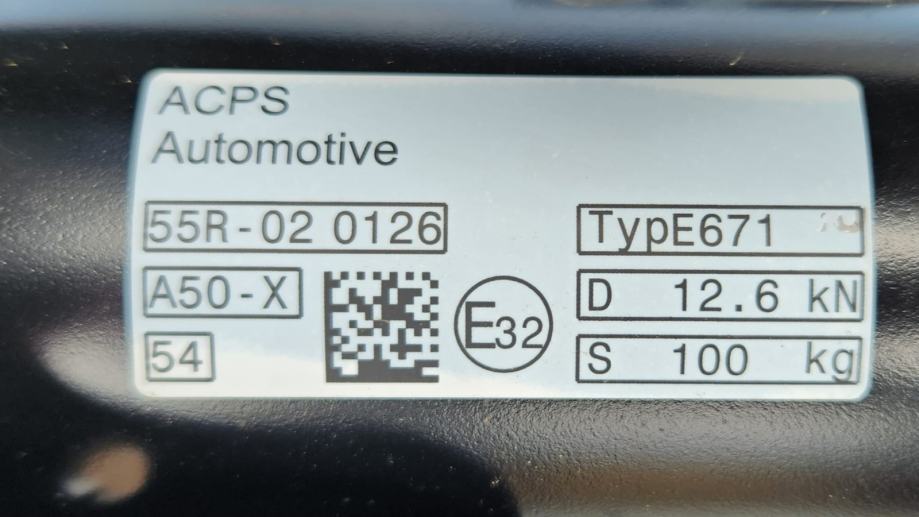 ACPS
Automotive
55R-02 0126
TypE671
A50-X
E32
D 12.6 kN
54
S 100 kg